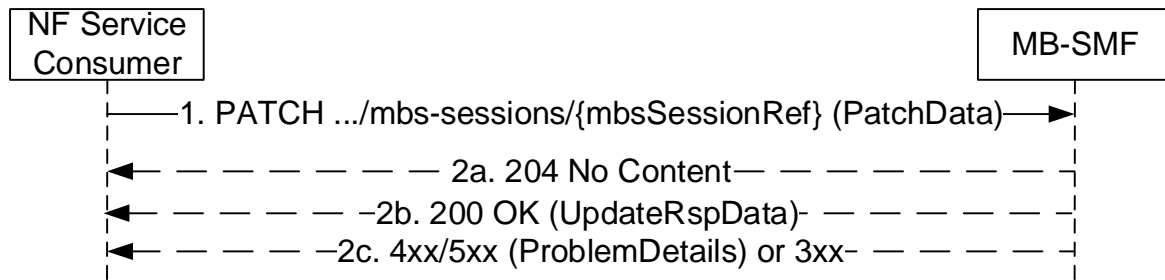 NF Service
Consumer
MB-SMF
1. PATCH .../mbs-sessions/{mbsSessionRef} (PatchData)
2a. 204 No Content
2b. 200 OK (UpdateRspData)
2c. 4xx/5xx (ProblemDetails) or 3xx